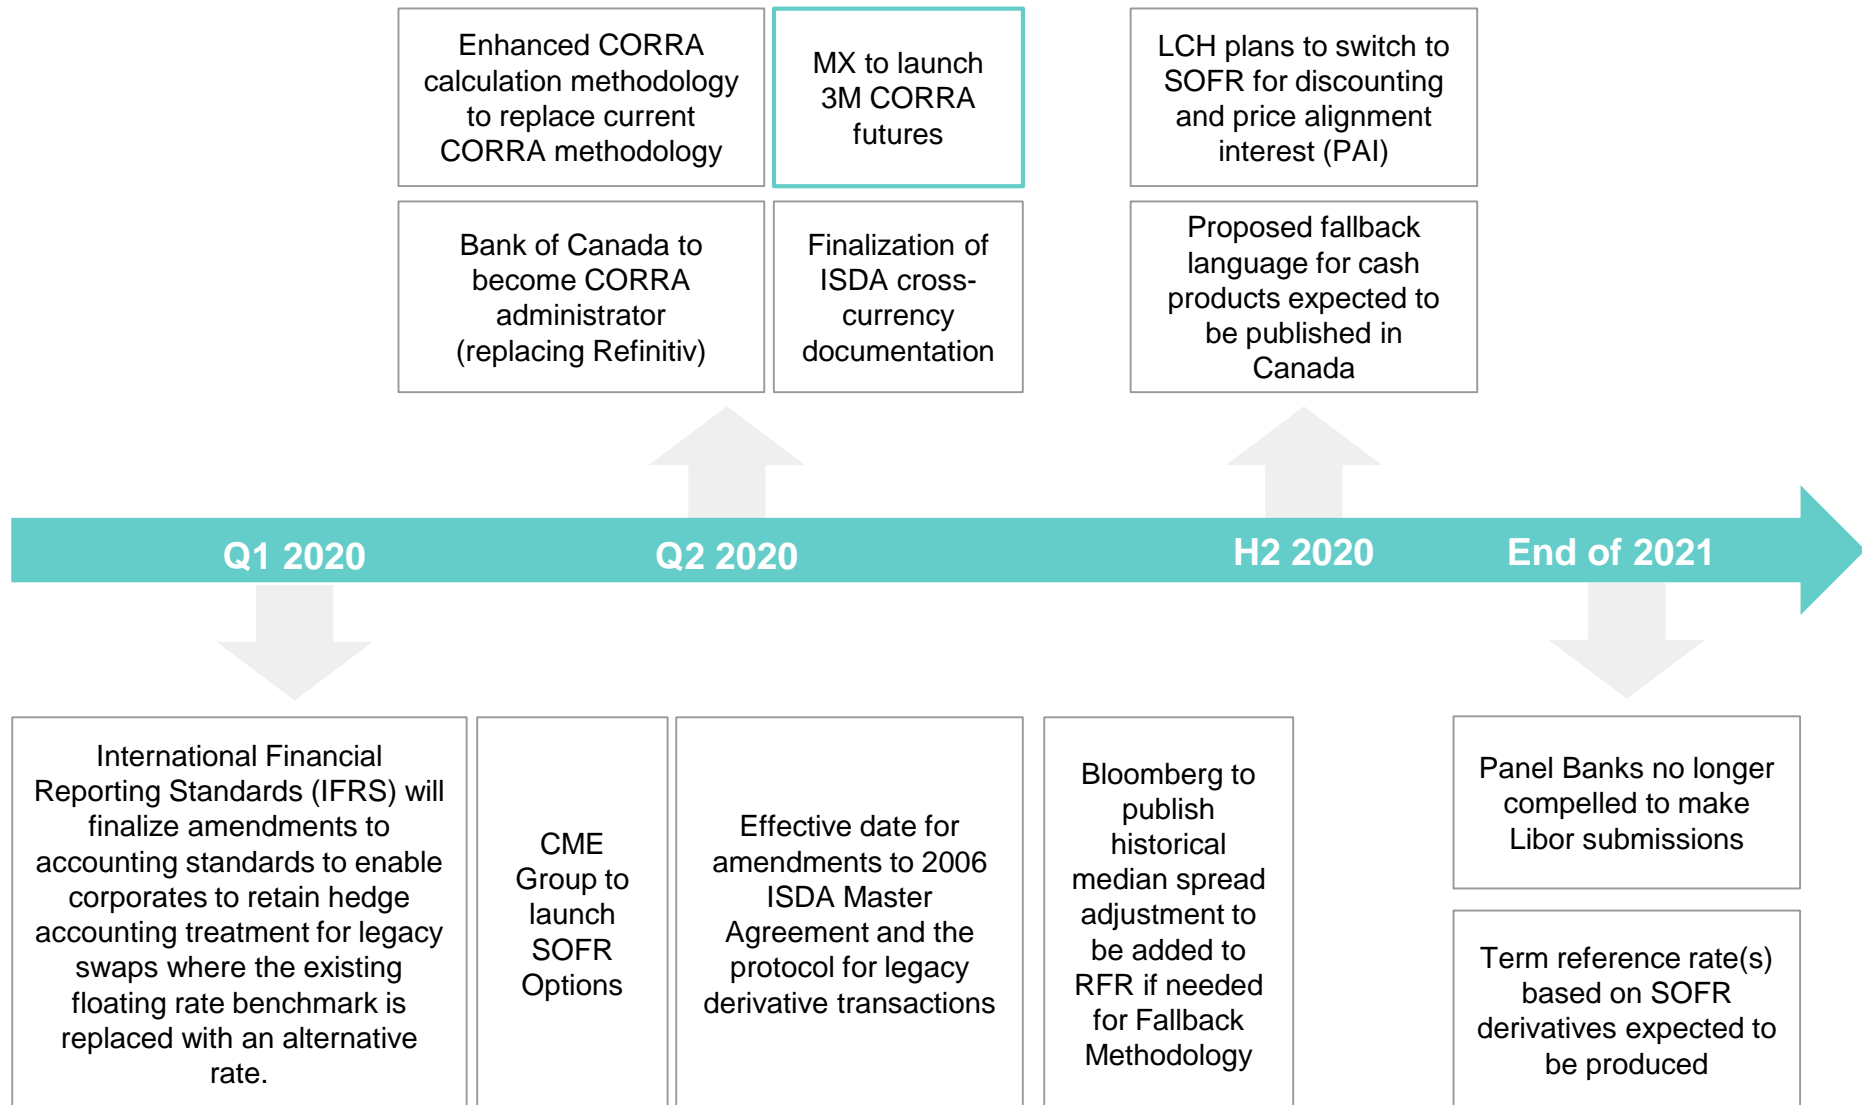 Enhanced CORRA
calculation methodology
to replace current
CORRA methodology
MX to launch
3M CORRA
futures
LCH plans to switch to
SOFR for discounting
and price alignment
interest (PAI)
Bank of Canada to
become CORRA
administrator
(replacing Refinitiv)
Finalization of
ISDA cross-
currency
documentation
Proposed fallback
language for cash
products expected to
be published in
Canada
Q1 2020
Q2 2020
H2 2020
End of 2021
International Financial
Reporting Standards (IFRS) will
finalize amendments to
accounting standards to enable
corporates to retain hedge
accounting treatment for legacy
swaps where the existing
floating rate benchmark is
replaced with an alternative
rate.
CME
Group to
launch
SOFR
Options
Effective date for
amendments to 2006
ISDA Master
Agreement and the
protocol for legacy
derivative transactions
Bloomberg to
publish
historical
median spread
adjustment to
be added to
RFR if needed
for Fallback
Methodology
Panel Banks no longer
compelled to make
Libor submissions
Term reference rate(s)
based on SOFR
derivatives expected to
be produced